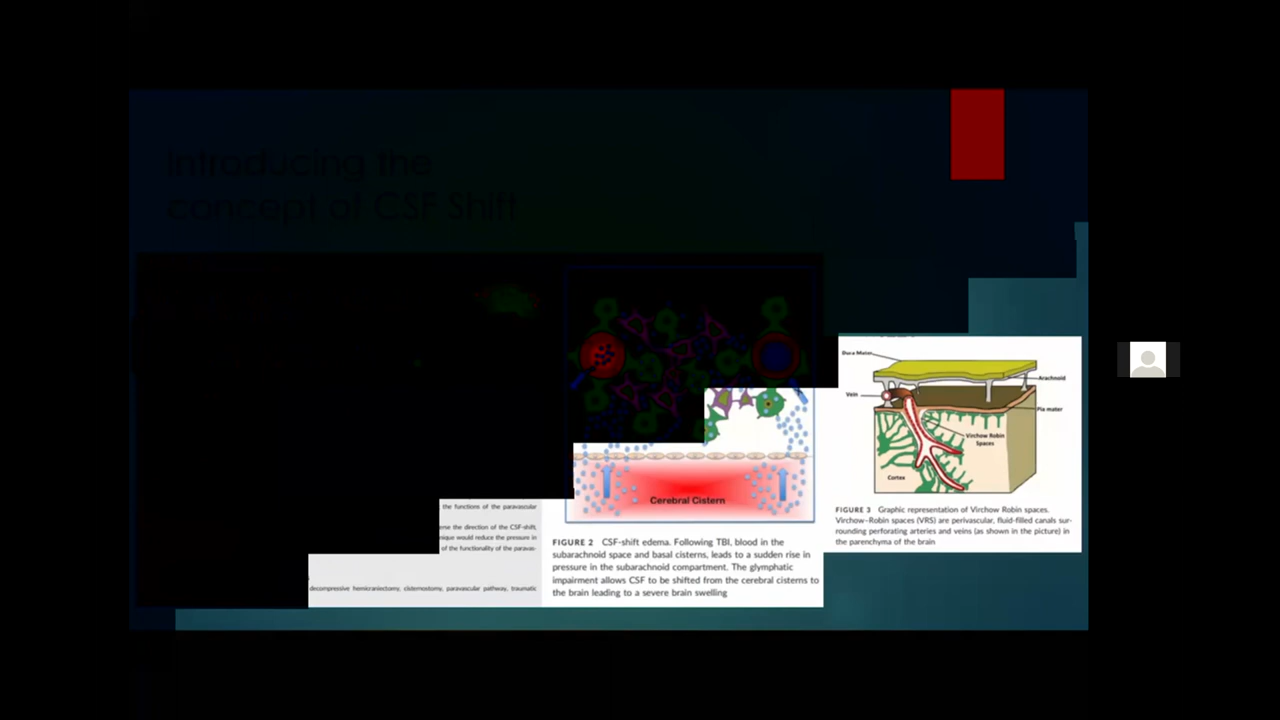 Introducing the
concept of CSF Shift
the functions of the paravascular
the direction of the CSF-shift,
would reduce the pressure in
of the functionality of the
decompressive hemicraniectomy, cisternostomy, paravascular pathway, traumatic
Cerebral Cistern
FIGURE 2 CSF-shift edema. Following TBI, blood in the
subarachnoid space and basal cisterns, leads to a sudden rise in
pressure in the subarachnoid compartment. The glymphatic
impairment allows CSF to be shifted from the cerebral cisterns to
the brain leading to a severe brain swelling
Dura Mater
Arachnoid
Vein
Pia mater
Virchow Robin
Spaces
Cortex
FIGURE 3 Graphic representation of Virchow Robin spaces.
Virchow–Robin spaces (VRS) are perivascular, fluid-filled canals sur-
rounding perforating arteries and veins (as shown in the picture) in
the parenchyma of the brain